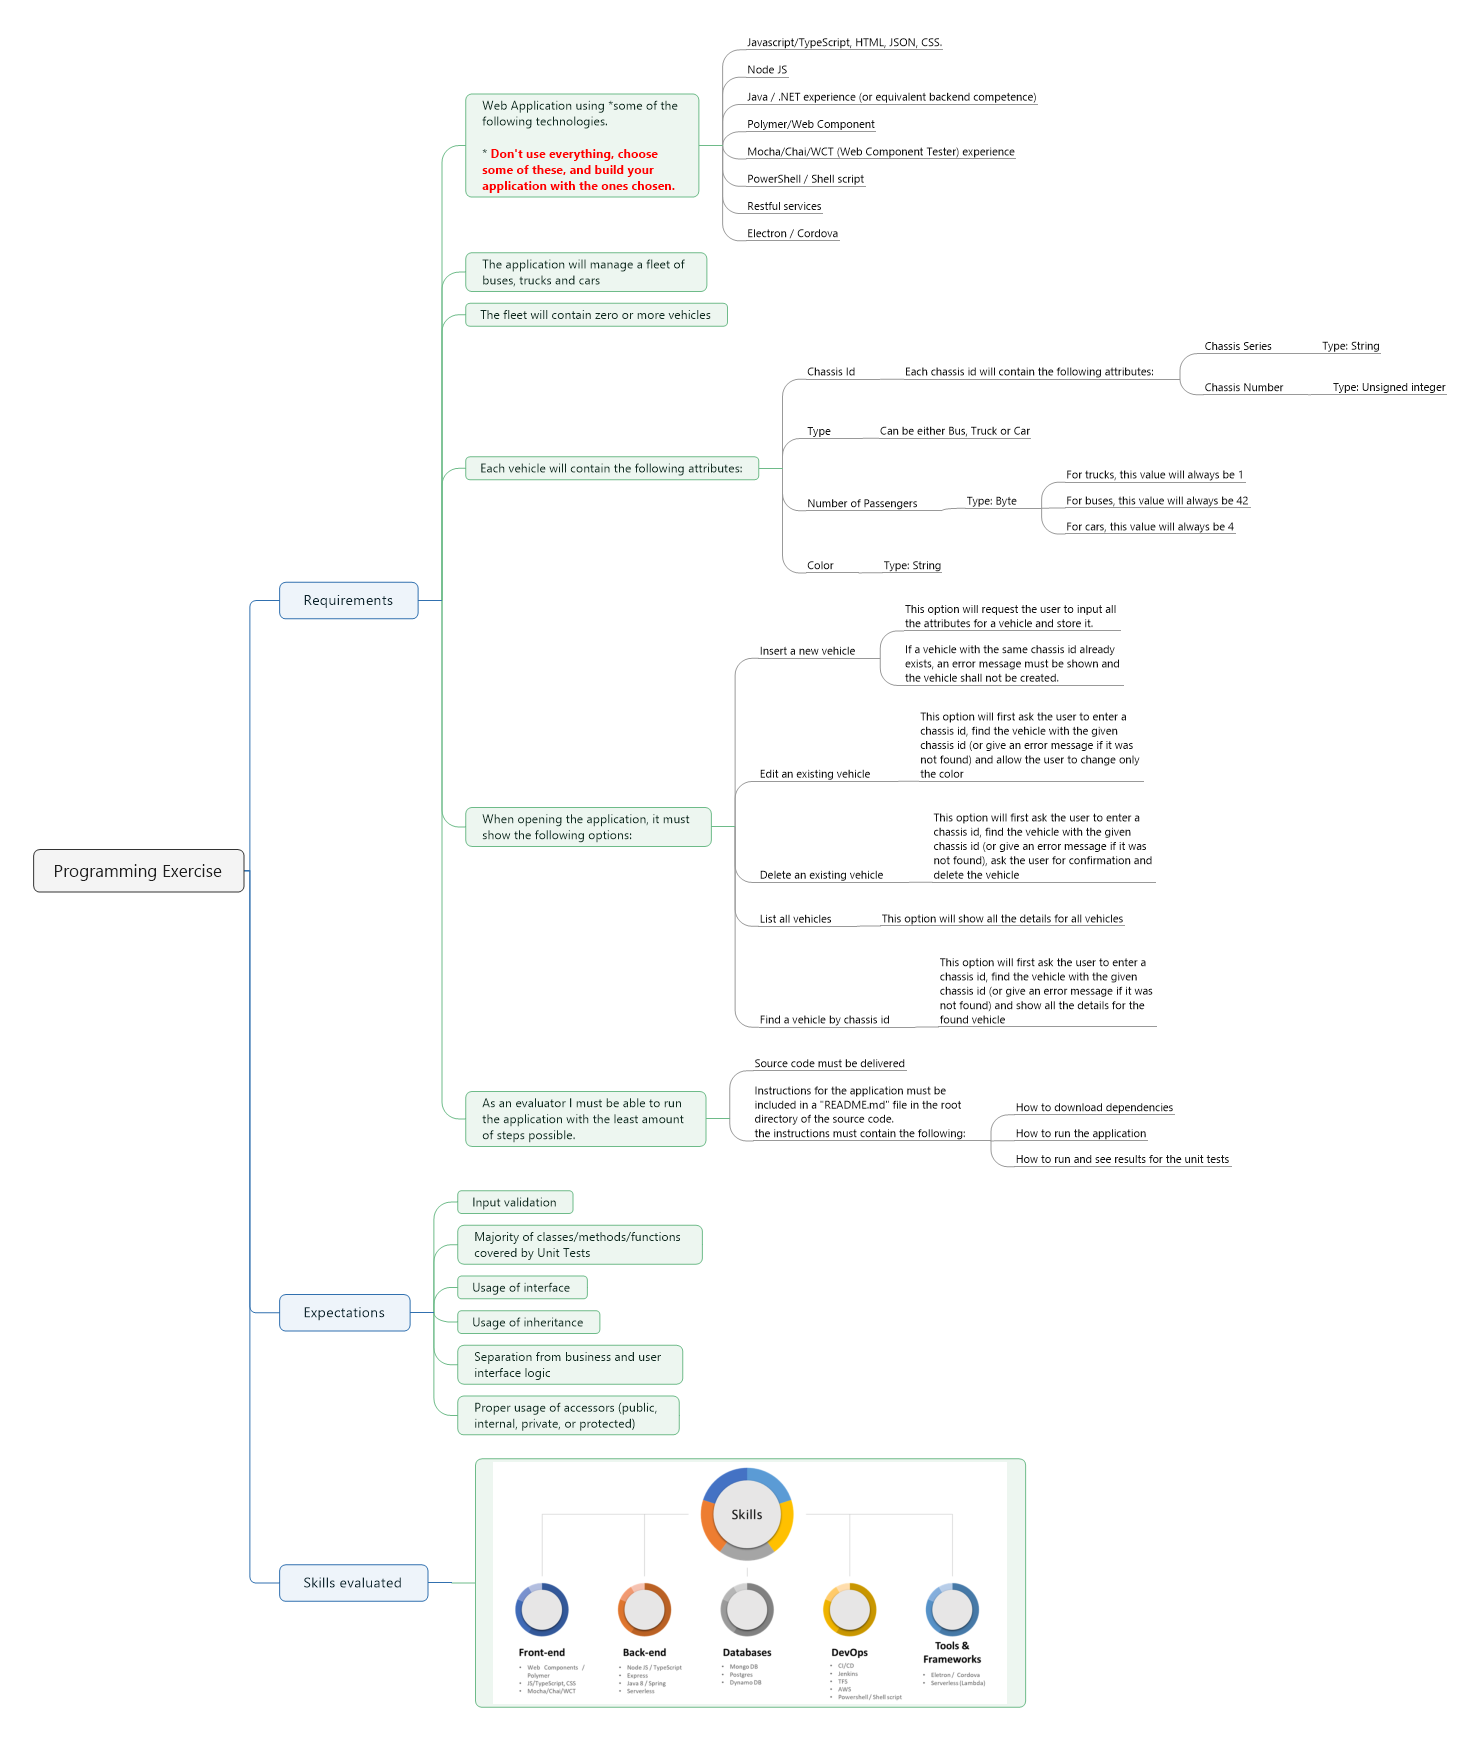 Programming Exercise
Requirements
Web Application using *some of the
following technologies.
* Don't use everything, choose
some of these, and build your
application with the ones chosen.
Javascript/TypeScript, HTML, JSON, CSS.
Node JS
Java / .NET experience (or equivalent backend competence)
Polymer/Web Component
Mocha/Chai/WCT (Web Component Tester) experience
PowerShell / Shell script
Restful services
Electron / Cordova
The application will manage a fleet of
buses, trucks and cars
The fleet will contain zero or more vehicles
Each vehicle will contain the following attributes:
Chassis Id
Each chassis id will contain the following attributes:
Chassis Series
Type: String
Chassis Number
Type: Unsigned integer
Type
Can be either Bus, Truck or Car
Number of Passengers
Type: Byte
For trucks, this value will always be 1
For buses, this value will always be 42
For cars, this value will always be 4
Color
Type: String
When opening the application, it must
show the following options:
Insert a new vehicle
This option will request the user to input all
the attributes for a vehicle and store it.
If a vehicle with the same chassis id already
exists, an error message must be shown and
the vehicle shall not be created.
Edit an existing vehicle
This option will first ask the user to enter a
chassis id, find the vehicle with the given
chassis id (or give an error message if it was
not found) and allow the user to change only
the color
Delete an existing vehicle
This option will first ask the user to enter a
chassis id, find the vehicle with the given
chassis id (or give an error message if it was
not found), ask the user for confirmation and
delete the vehicle
List all vehicles
This option will show all the details for all vehicles
Find a vehicle by chassis id
This option will first ask the user to enter a
chassis id, find the vehicle with the given
chassis id (or give an error message if it was
not found) and show all the details for the
found vehicle
As an evaluator I must be able to run
the application with the least amount
of steps possible.
Source code must be delivered
Instructions for the application must be
included in a "README.md" file in the root
directory of the source code.
the instructions must contain the following:
How to download dependencies
How to run the application
How to run and see results for the unit tests
Expectations
Input validation
Majority of classes/methods/functions
covered by Unit Tests
Usage of interface
Usage of inheritance
Separation from business and user
interface logic
Proper usage of accessors (public,
internal, private, or protected)
Skills evaluated
Skills
Front-end
• Web Components /
Polymer
• JS/TypeScript, CSS
• Mocha/Chai/WCT
Back-end
• Node JS / TypeScript
• Express
• Java 8 / Spring
• Serverless
Databases
• Mongo DB
• Postgres
• Dynamo DB
DevOps
• CI/CD
• Jenkins
• TFS
• AWS
• Powershell / Shell script
Tools &
Frameworks
• Eletron / Cordova
• Serverless (Lambda)